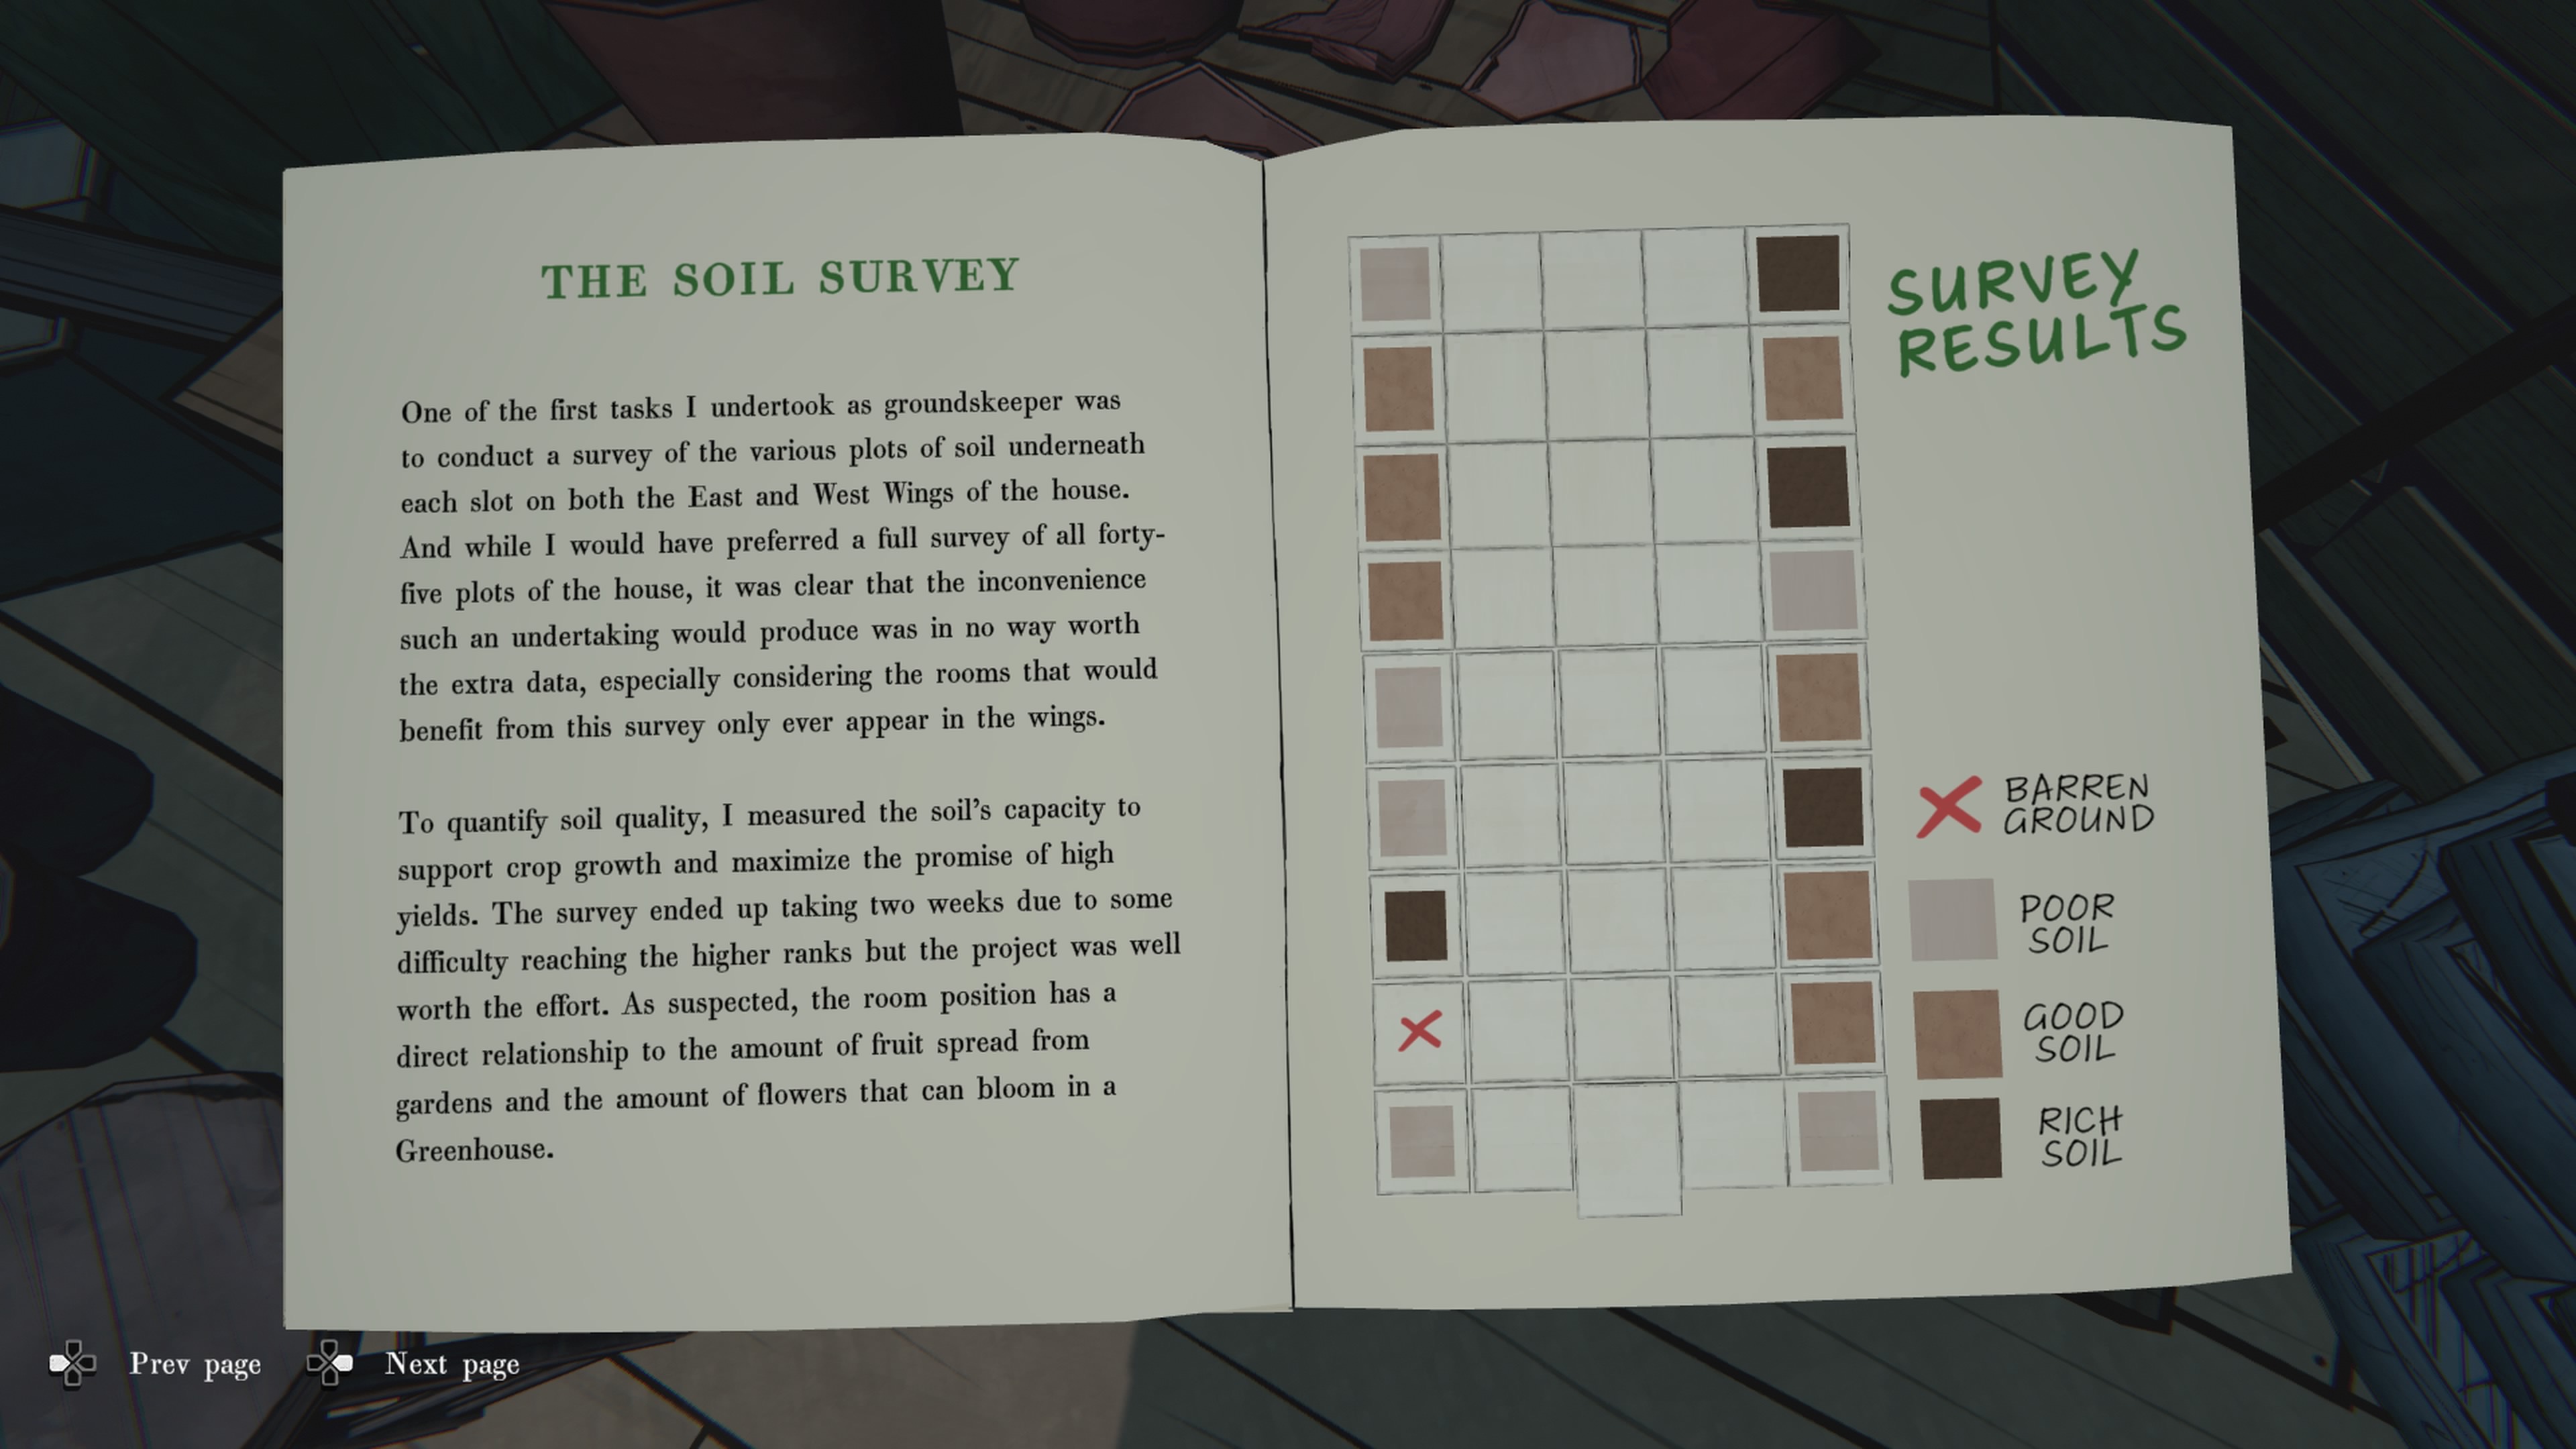 THE SOIL SURVEY
One of the first tasks I undertook as groundskeeper was
to conduct a survey of the various plots of soil underneath
each slot on both the East and West Wings of the house.
And while I would have preferred a full survey of all forty-
five plots of the house, it was clear that the inconvenience
such an undertaking would produce was in no way worth
the extra data, especially considering the rooms that would
benefit from this survey only ever appear in the wings.
To quantify soil quality, I measured the soil's capacity to
support crop growth and maximize the promise of high
yields. The survey ended up taking two weeks due to some
difficulty reaching the higher ranks but the project was well
worth the effort. As suspected, the room position has a
direct relationship to the amount of fruit spread from
gardens and the amount of flowers that can bloom in a
Greenhouse.
SURVEY
RESULTS
BARREN
GROUND
POOR
SOIL
GOOD
SOIL
RICH
SOIL
Prev page
Next page